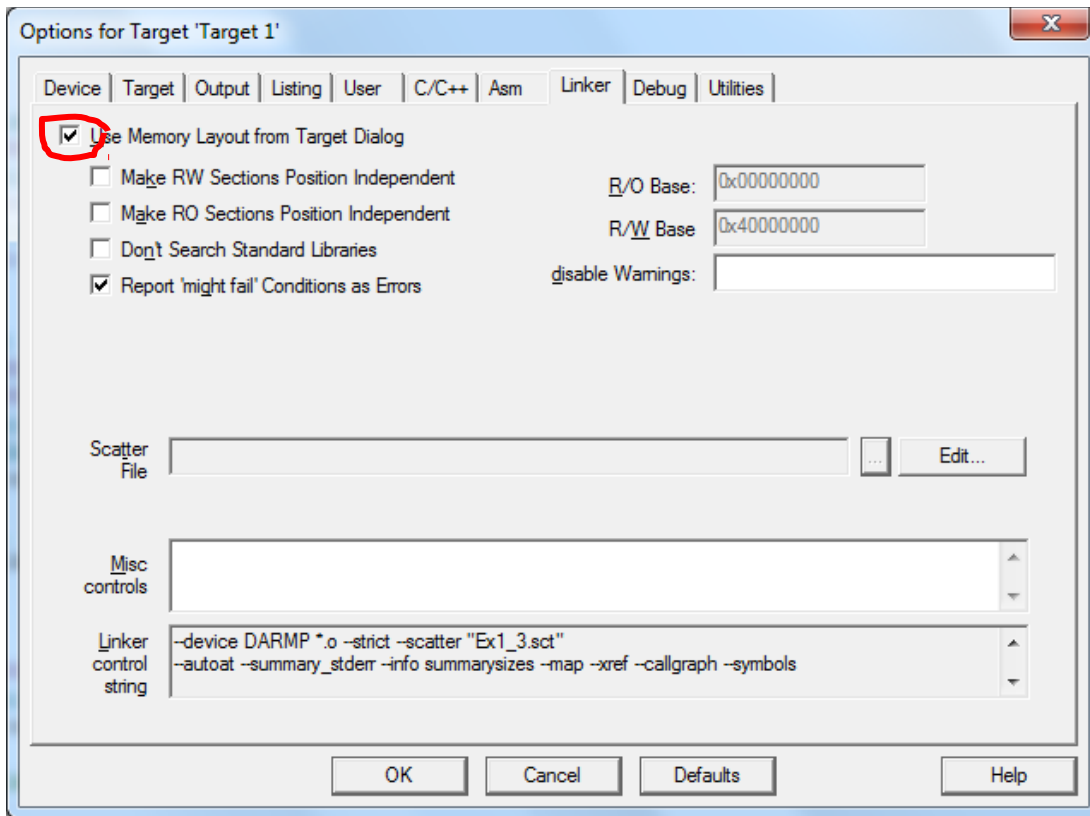 Options for Target 'Target 1'
Device Target Output Listing User C/C++ Asm Linker Debug Utilities
Use Memory Layout from Target Dialog
Make RW Sections Position Independent
R/O Base: 0x00000000
Make RO Sections Position Independent
R/W Base 0x40000000
Don't Search Standard Libraries
disable Warnings:
Report 'might fail' Conditions as Errors
Scatter
File
...
Edit...
Misc
controls
Linker
control
string
--device DARMP *.o --strict --scatter "Ex1_3.sct"
--autoat --summary_stderr --info summarysizes --map --xref --callgraph --symbols
OK Cancel Defaults Help